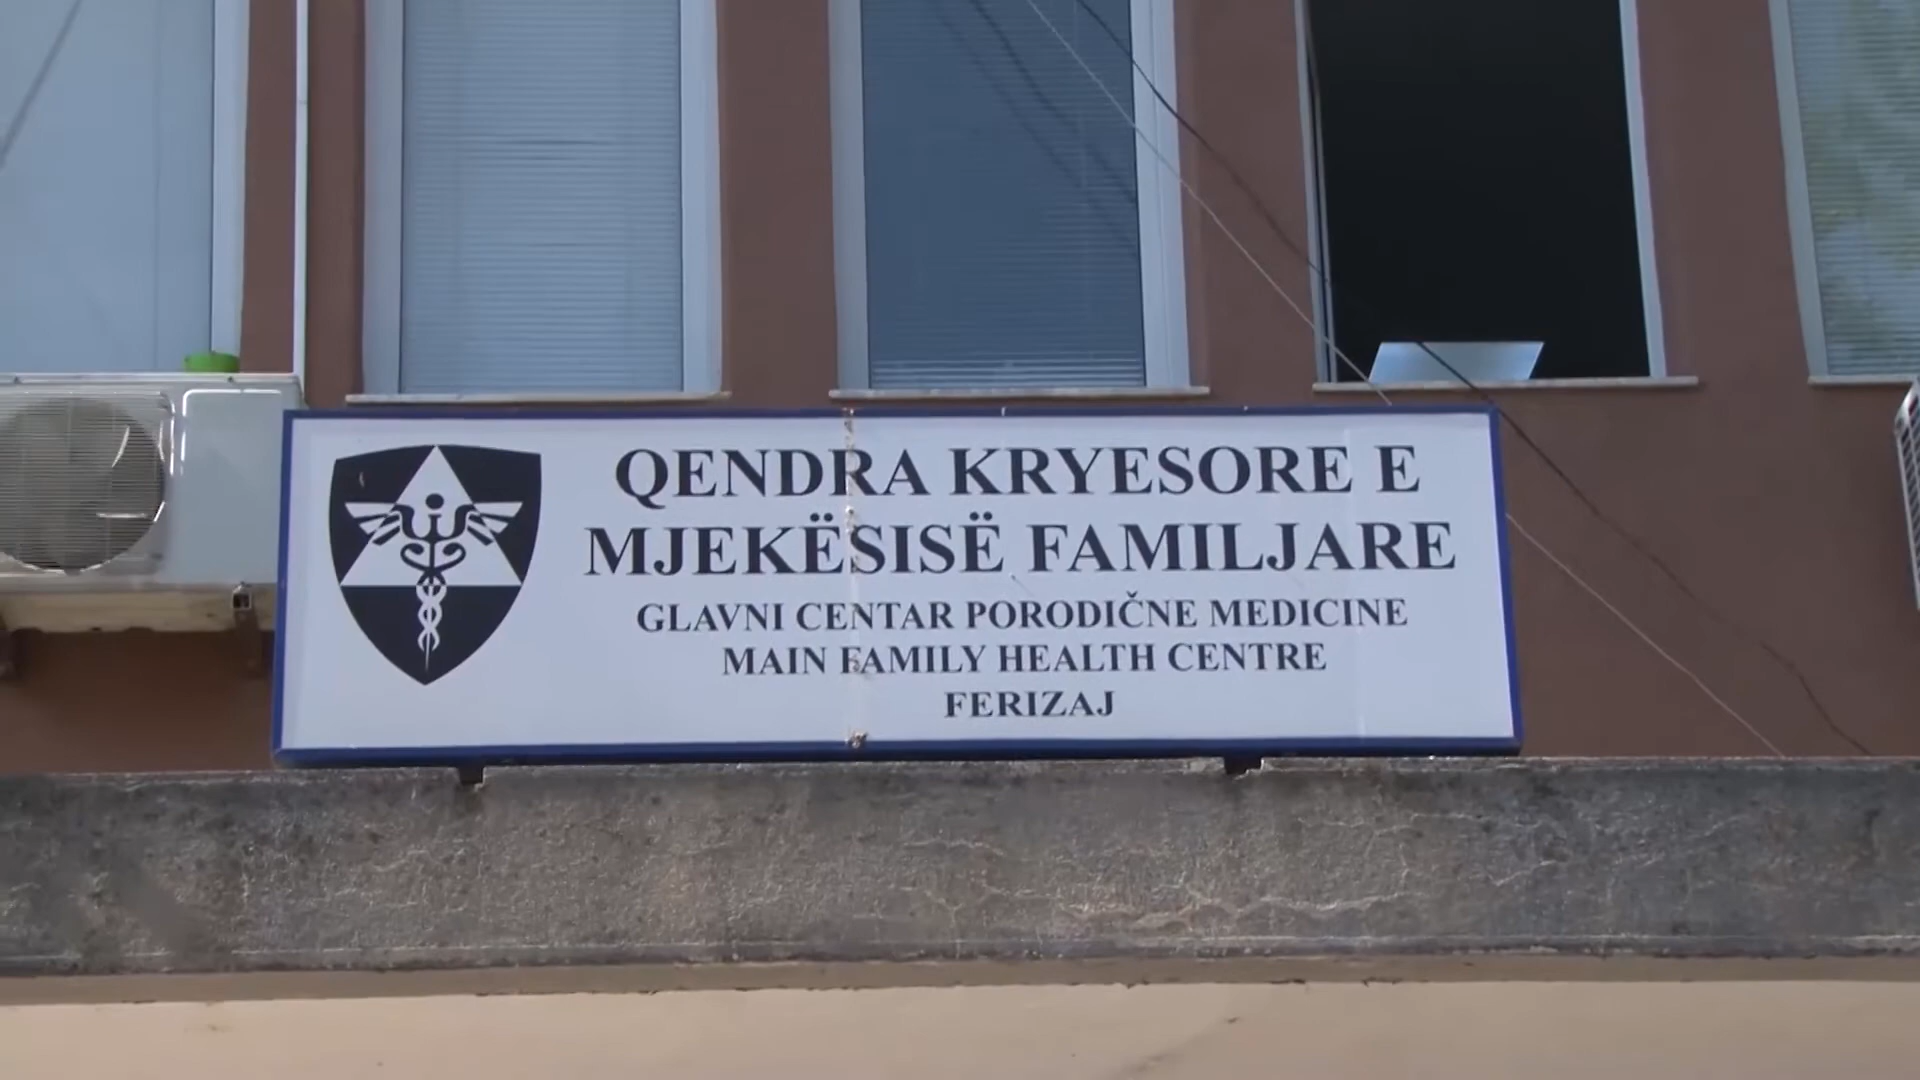 QENDRA KRYESORE E
MJEKËSISË FAMILJARE
GLAVNI CENTAR PORODIČNE MEDICINE
MAIN FAMILY HEALTH CENTRE
FERIZAJ